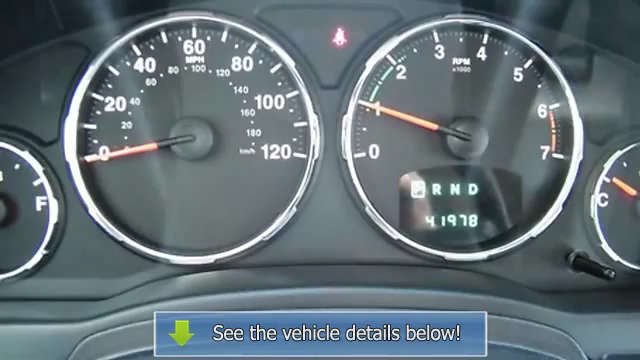 0 20 40 60 80 100 120
MPH
20 40 60 80 100 120 140 160 180
km/h
0 1 2 3 4 5 6 7
RPM
x1000
P R N D
41978
F
C
See the vehicle details below!